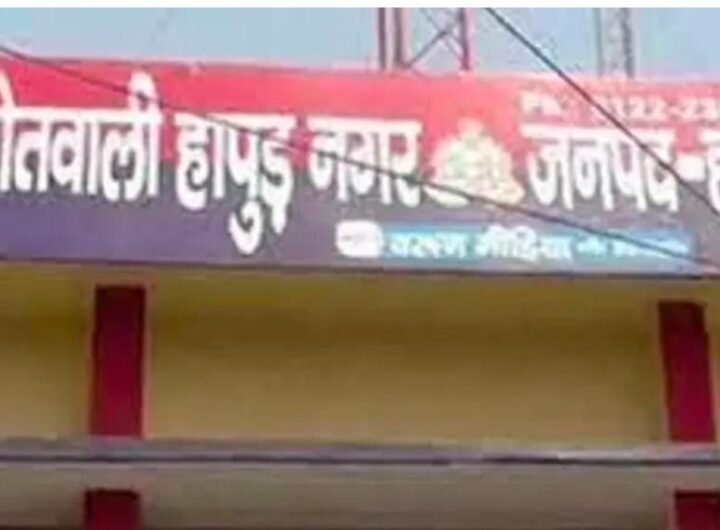 Ph.: 0122-23
ोतवाली हापुड़ नगर जनपद-ह
वरुण मीडिया